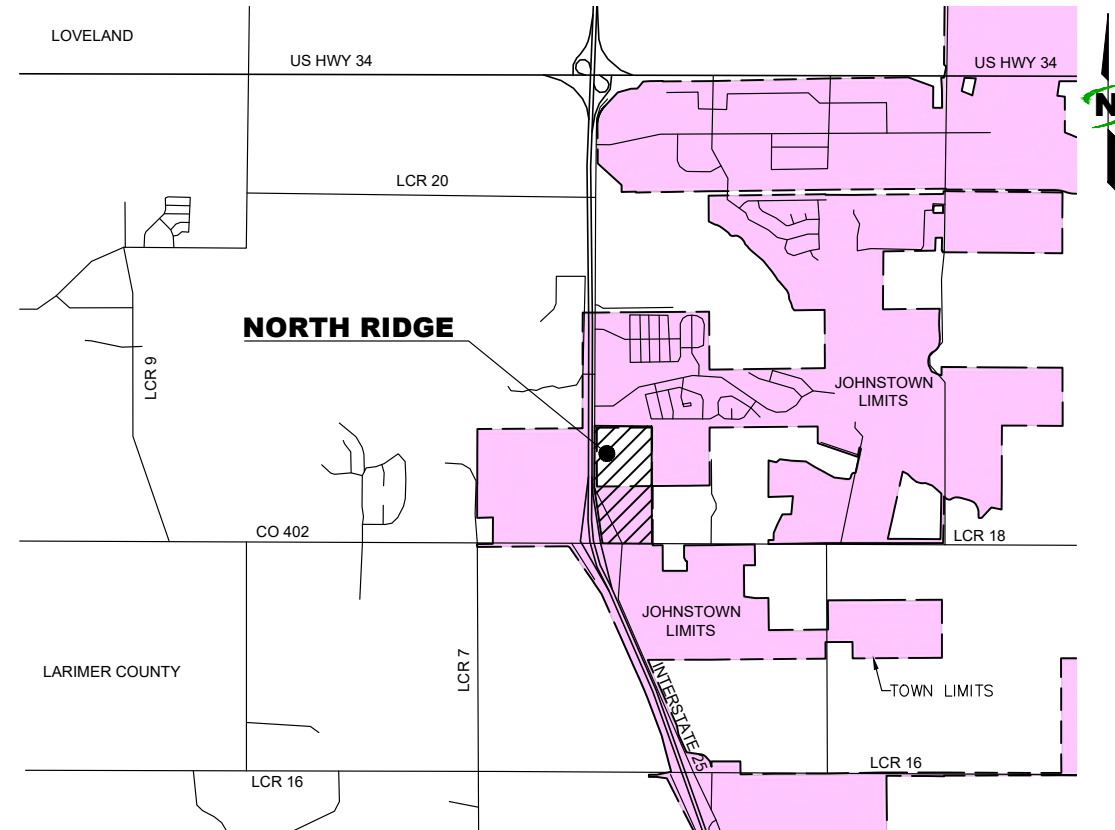 LOVELAND
US HWY 34
US HWY 34
N
LCR 20
NORTH RIDGE
LCR 9
JOHNSTOWN
LIMITS
CO 402
LCR 18
JOHNSTOWN
LIMITS
LARIMER COUNTY
LCR 7
INTERSTATE 25
TOWN LIMITS
LCR 16
LCR 16